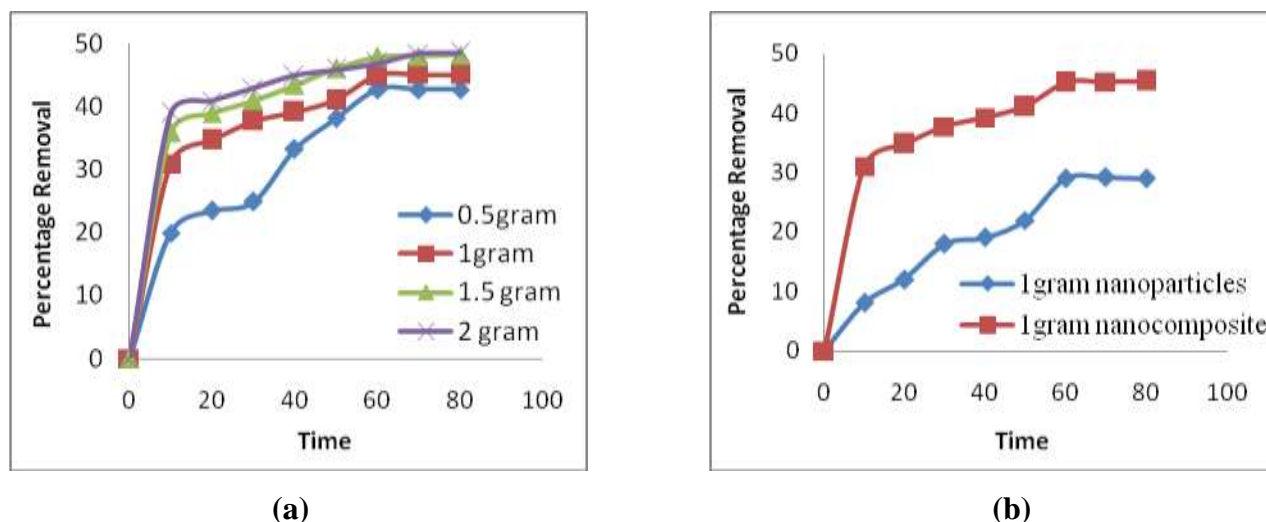 50
40
30
20
10
0
Percentage Removal
0 20 40 60 80 100
Time
0.5gram
1gram
1.5 gram
2 gram
(a)
50
40
30
20
10
0
Percentage Removal
0 20 40 60 80 100
Time
1gram nanoparticles
1gram nanocomposite
(b)